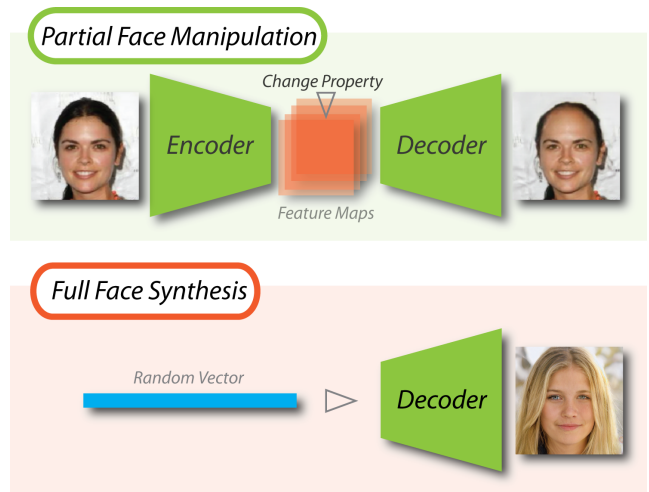 Partial Face Manipulation
Change Property
Encoder
Decoder
Feature Maps
Full Face Synthesis
Random Vector
Decoder